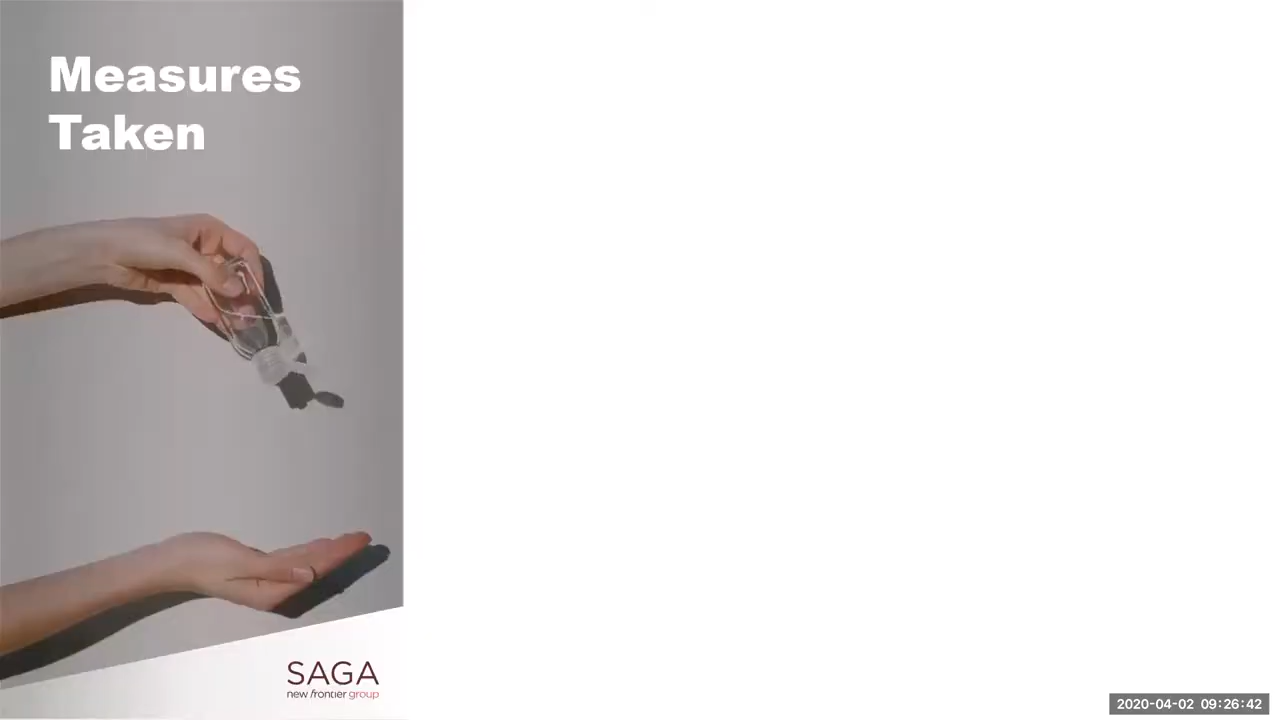 Measures
Taken
SAGA
new frontier group
2020-04-02 09:26:42